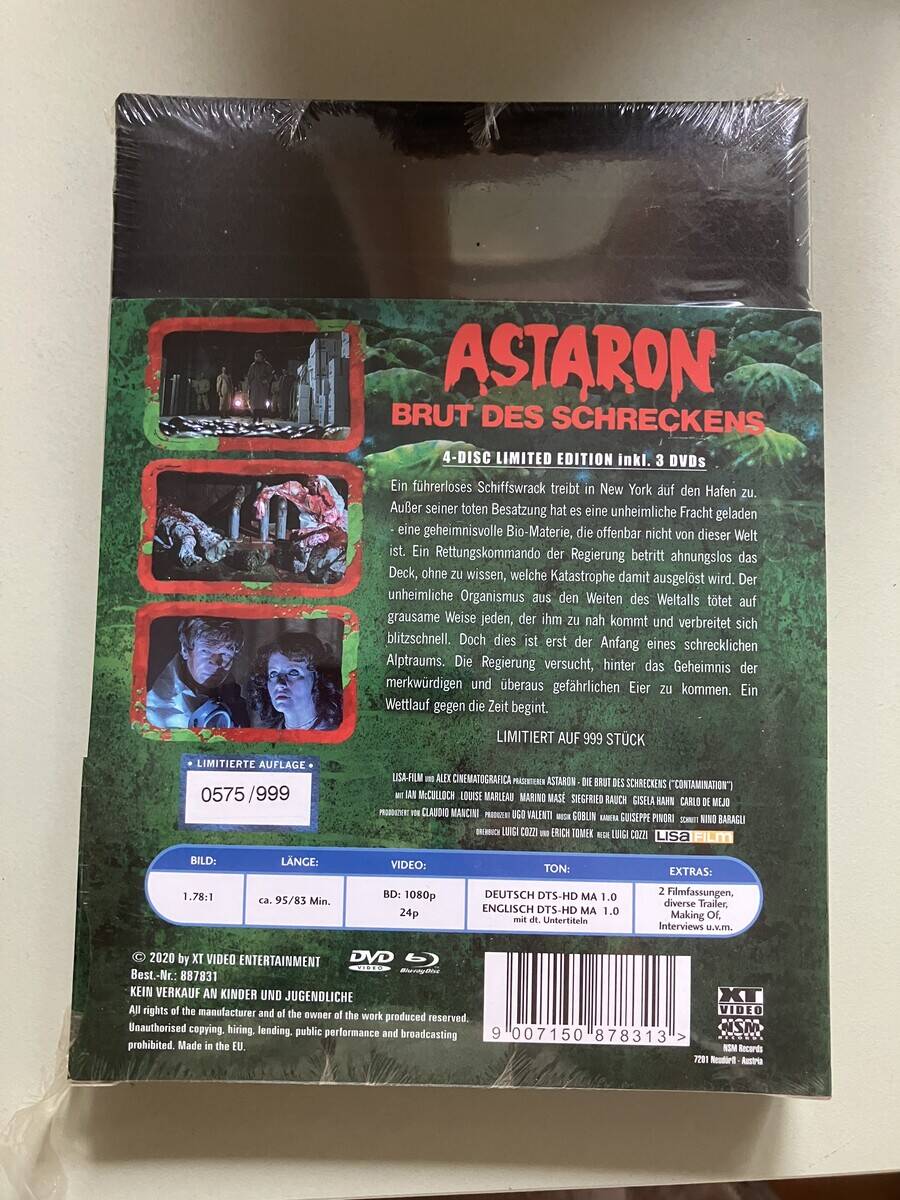 ASTARON
BRUT DES SCHRECKENS
4-DISC LIMITED EDITION inkl. 3 DVDs
Ein führerloses Schiffswrack treibt in New York auf den Hafen zu.
Außer seiner toten Besatzung hat es eine unheimliche Fracht geladen
- eine geheimnisvolle Bio-Materie, die offenbar nicht von dieser Welt
ist. Ein Rettungskommando der Regierung betritt ahnungslos das
Deck, ohne zu wissen, welche Katastrophe damit ausgelöst wird. Der
unheimliche Organismus aus den Weiten des Weltalls tötet auf
grausame Weise jeden, der ihm zu nah kommt und verbreitet sich
blitzschnell. Doch dies ist erst der Anfang eines schrecklichen
Alptraums. Die Regierung versucht, hinter das Geheimnis der
merkwürdigen und überaus gefährlichen Eier zu kommen. Ein
Wettlauf gegen die Zeit beginnt.
LIMITIERT AUF 999 STÜCK
• LIMITIERTE AUFLAGE •
0575/999
LISA-FILM UND ALEX CINEMATOGRAFICA PRÄSENTIEREN ASTARON - DIE BRUT DES SCHRECKENS ("CONTAMINATION")
MIT IAN McCULLOCH LOUISE MARLEAU MARINO MASÉ SIEGFRIED RAUCH GISELA HAHN CARLO DE MEJO
PRODUZIERT VON CLAUDIO MANCINI PRODUZENT UGO VALENTI MUSIK GOBLIN KAMERA GUISEPPE PINORI SCHNITT NINO BARAGLI
DREHBUCH LUIGI COZZI UND ERICH TOMEK REGIE LUIGI COZZI LISA FILM
BILD: LÄNGE: VIDEO: TON: EXTRAS:
1.78:1
ca. 95/83 Min.
BD: 1080p
24p
DEUTSCH DTS-HD MA 1.0
ENGLISCH DTS-HD MA 1.0
mit dt. Untertiteln
2 Filmfassungen,
diverse Trailer,
Making Of,
Interviews u.v.m.
© 2020 by XT VIDEO ENTERTAINMENT
Best.-Nr.: 887831
KEIN VERKAUF AN KINDER UND JUGENDLICHE
All rights of the manufacturer and of the owner of the work produced reserved.
Unauthorised copying, hiring, lending, public performance and broadcasting
prohibited. Made in the EU.
DVD
VIDEO
Blu-ray Disc
9 007150 878313 >
XT
VIDEO
NSM
RECORDS
NSM Records
7201 Neudörfl - Austria